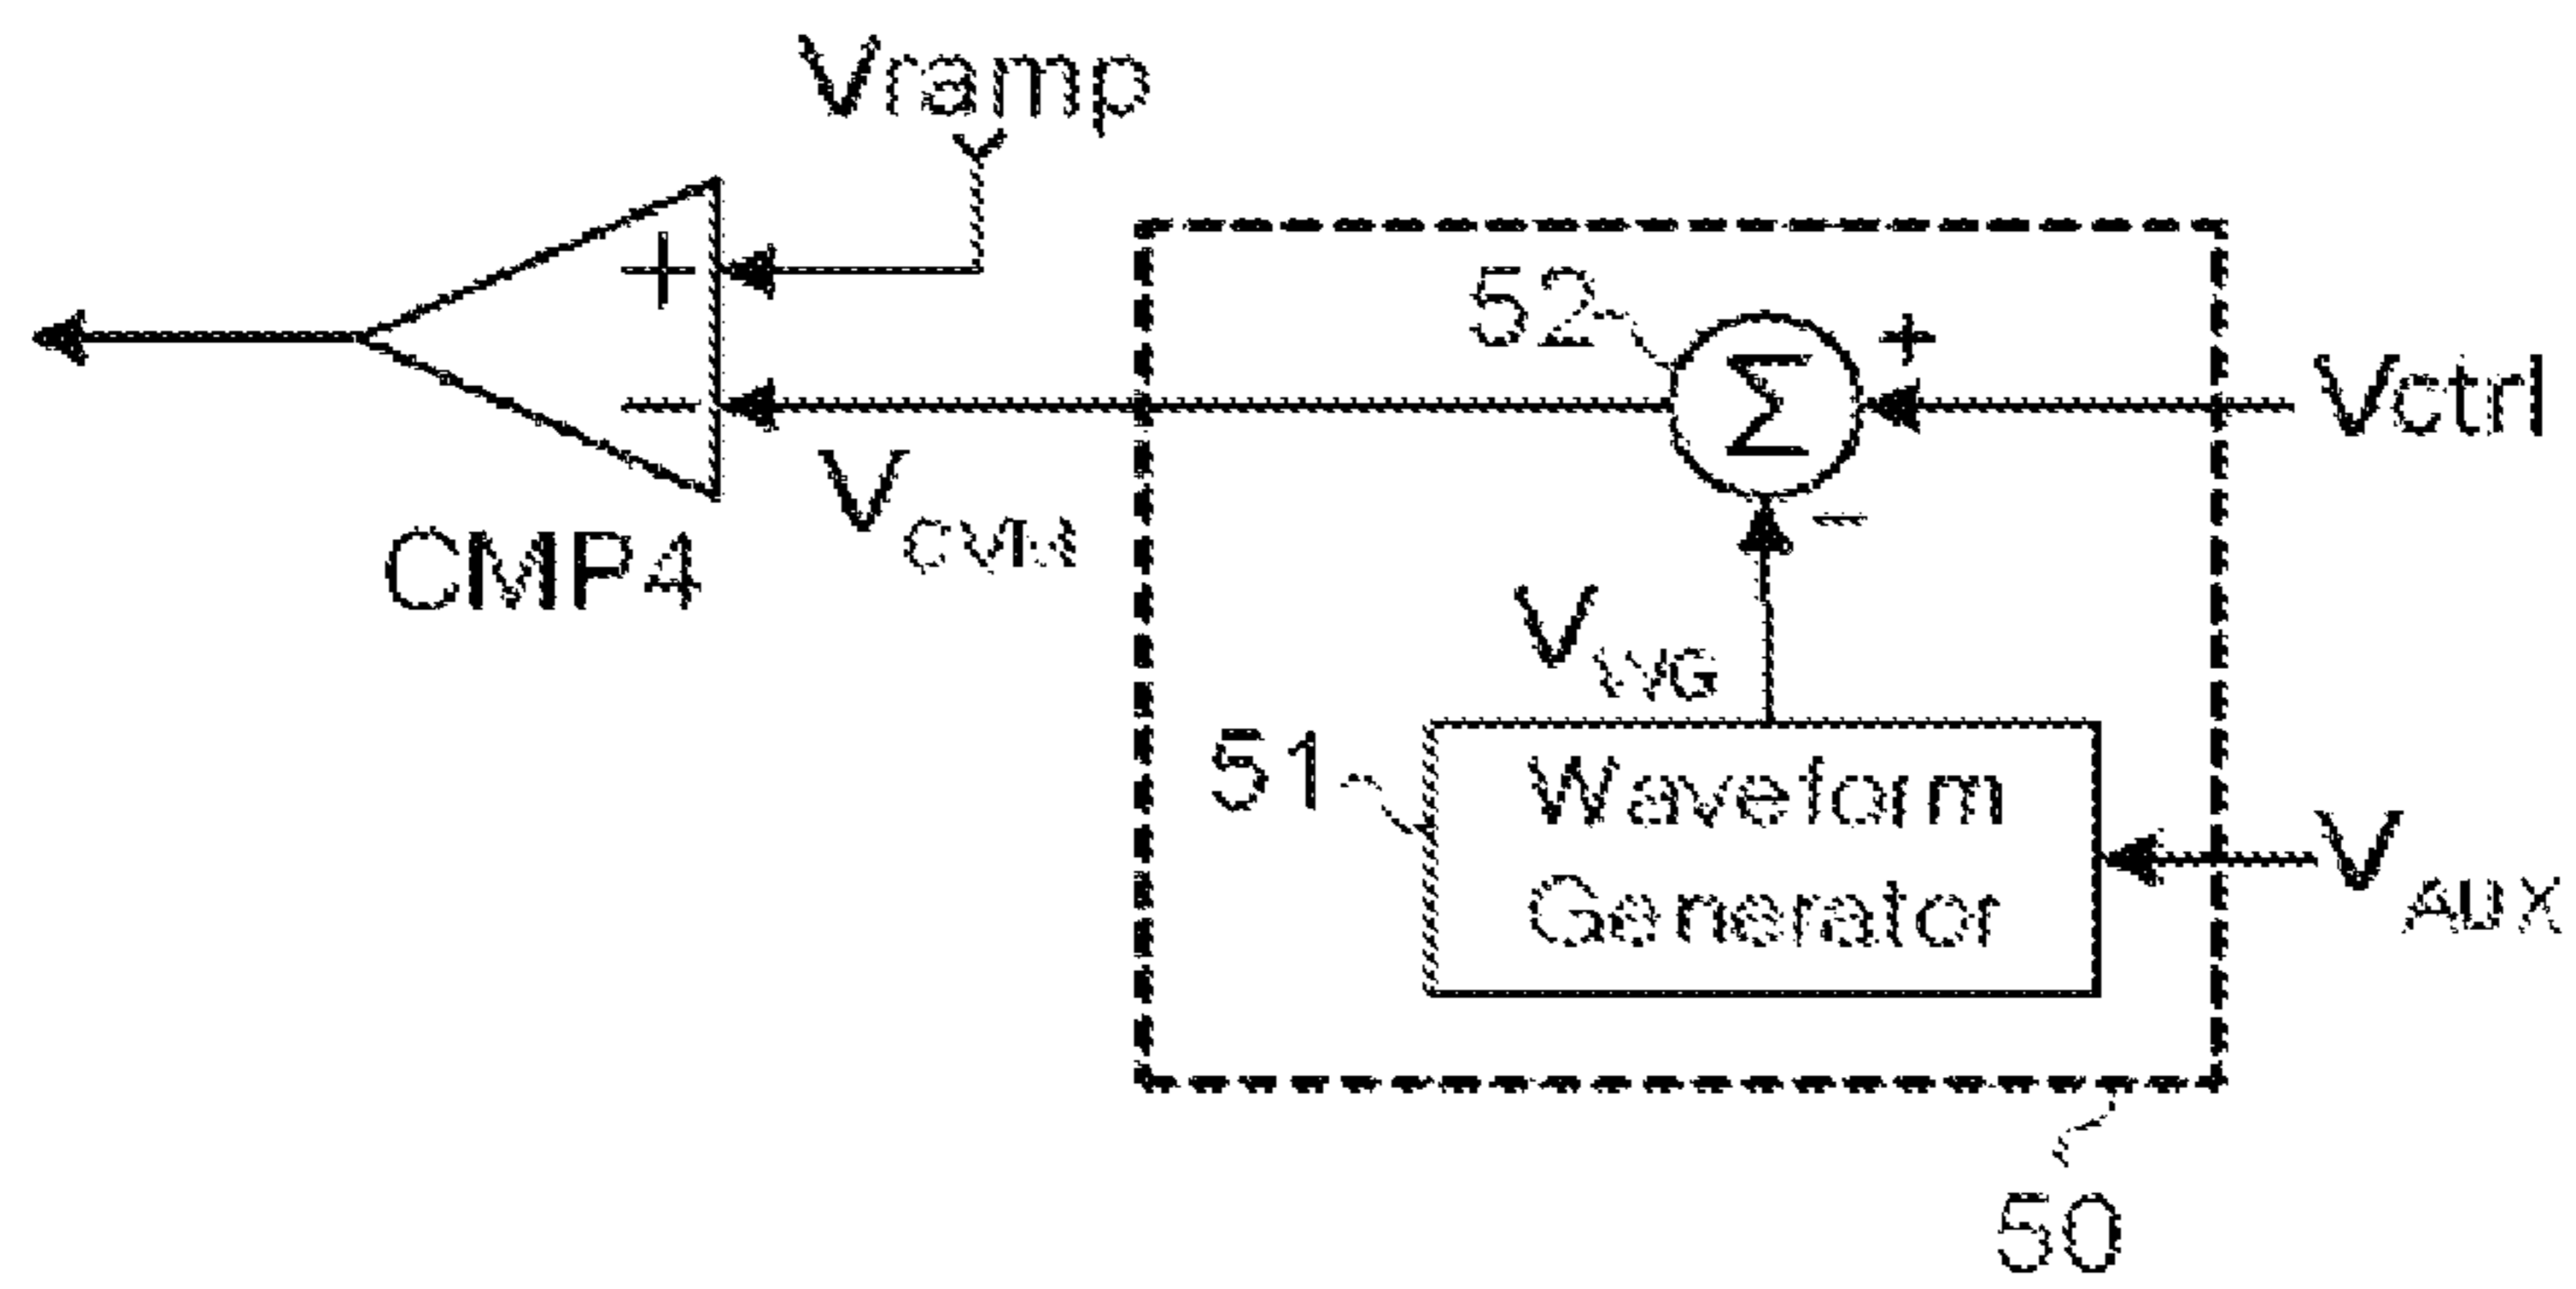 Vramp
+
−
CMP4
V_CVM
52
Σ
+
−
Vctrl
V_WG
51
Waveform
Generator
V_AUX
50